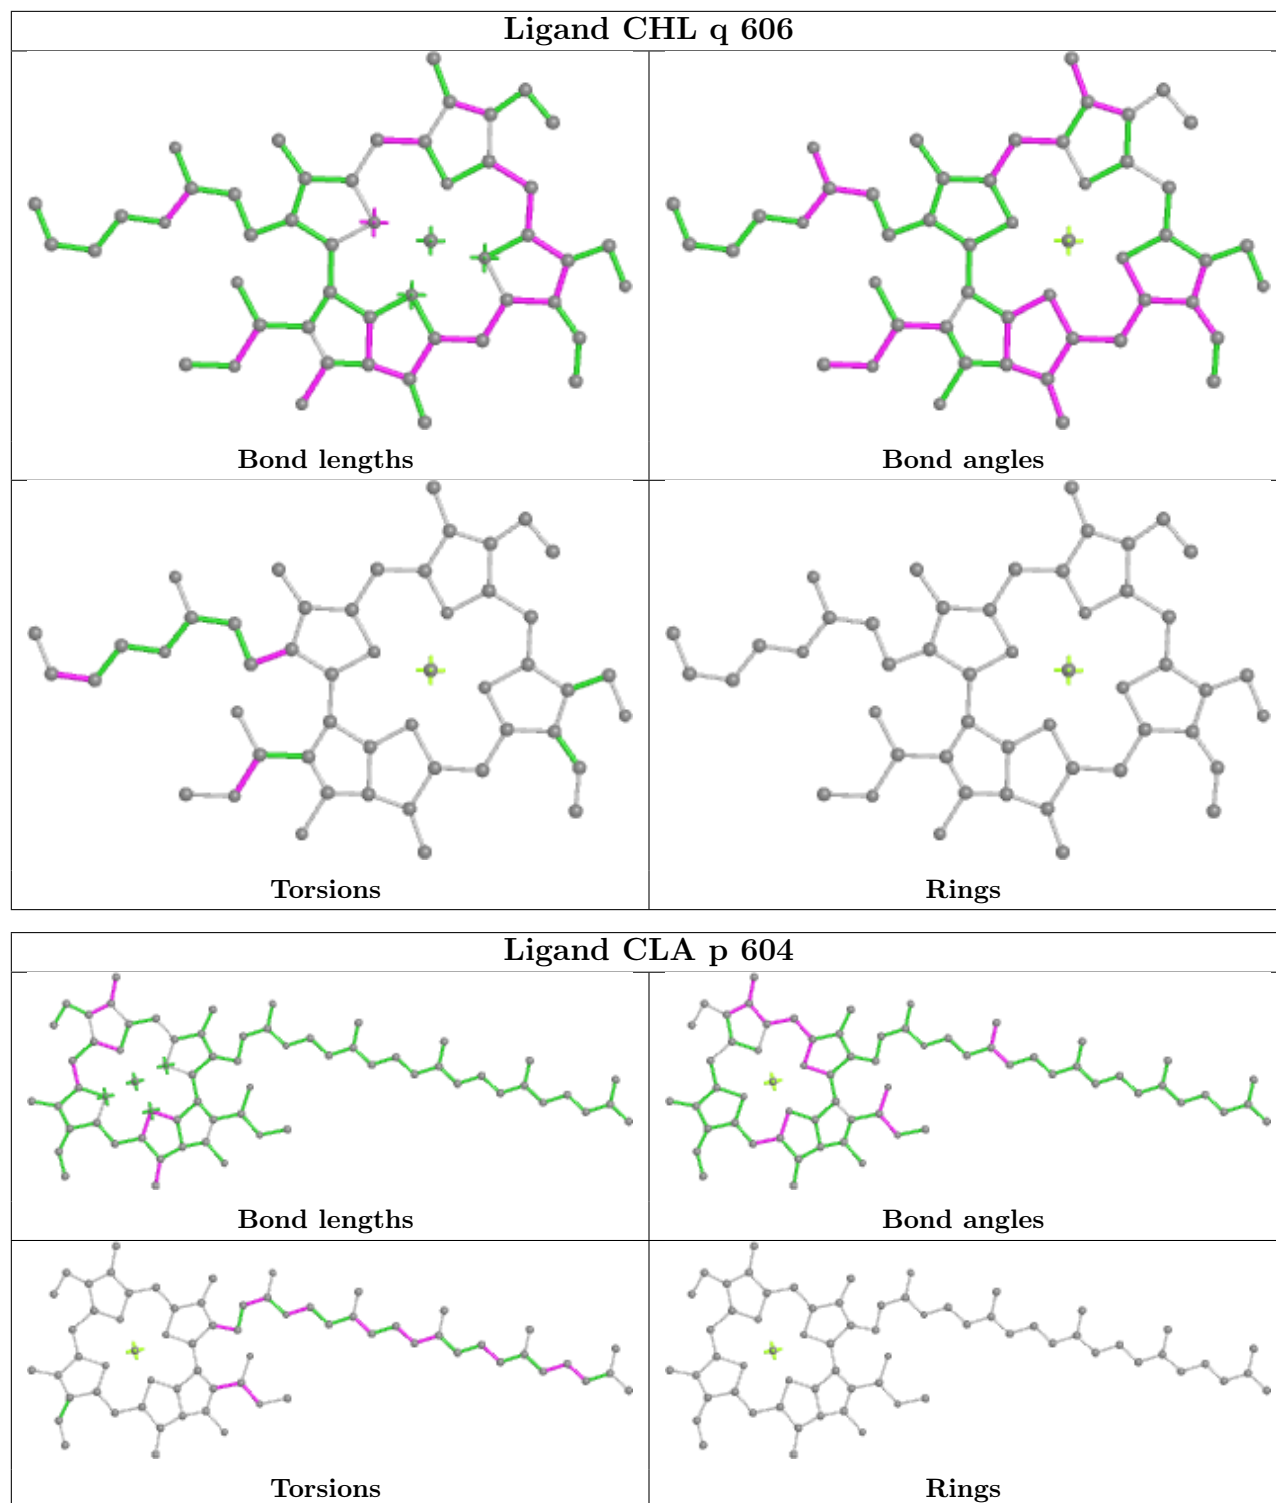 Ligand CHL q 606
Bond lengths
Bond angles
Torsions
Rings
Ligand CLA p 604
Bond lengths
Bond angles
Torsions
Rings